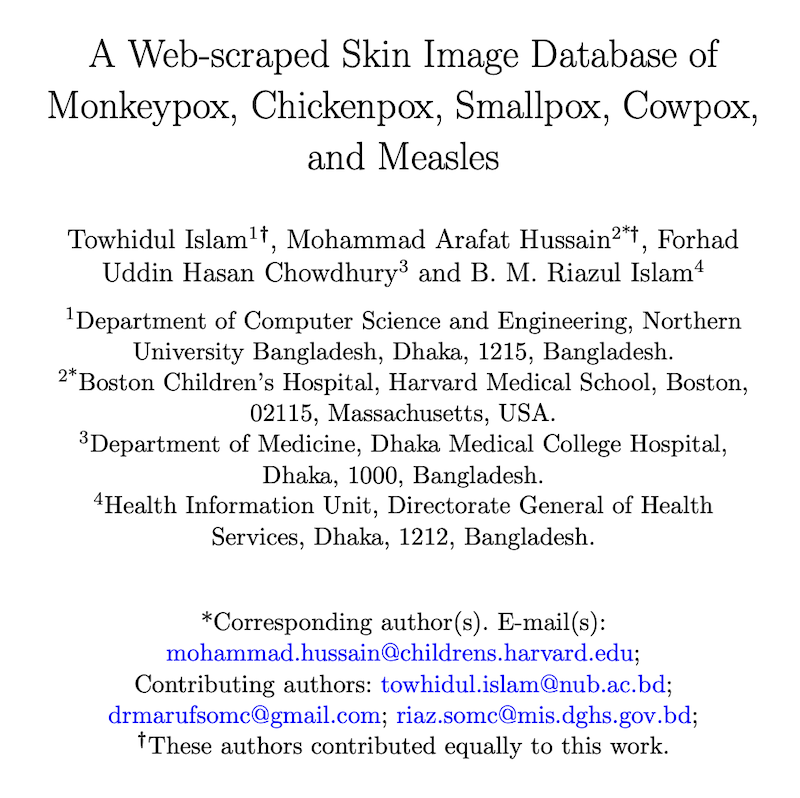 A Web-scraped Skin Image Database of
Monkeypox, Chickenpox, Smallpox, Cowpox,
and Measles
Towhidul Islam¹†, Mohammad Arafat Hussain²*†, Forhad
Uddin Hasan Chowdhury³ and B. M. Riazul Islam⁴
¹Department of Computer Science and Engineering, Northern
University Bangladesh, Dhaka, 1215, Bangladesh.
²*Boston Children's Hospital, Harvard Medical School, Boston,
02115, Massachusetts, USA.
³Department of Medicine, Dhaka Medical College Hospital,
Dhaka, 1000, Bangladesh.
⁴Health Information Unit, Directorate General of Health
Services, Dhaka, 1212, Bangladesh.
*Corresponding author(s). E-mail(s):
mohammad.hussain@childrens.harvard.edu;
Contributing authors: towhidul.islam@nub.ac.bd;
drmarufsomc@gmail.com; riaz.somc@mis.dghs.gov.bd;
†These authors contributed equally to this work.